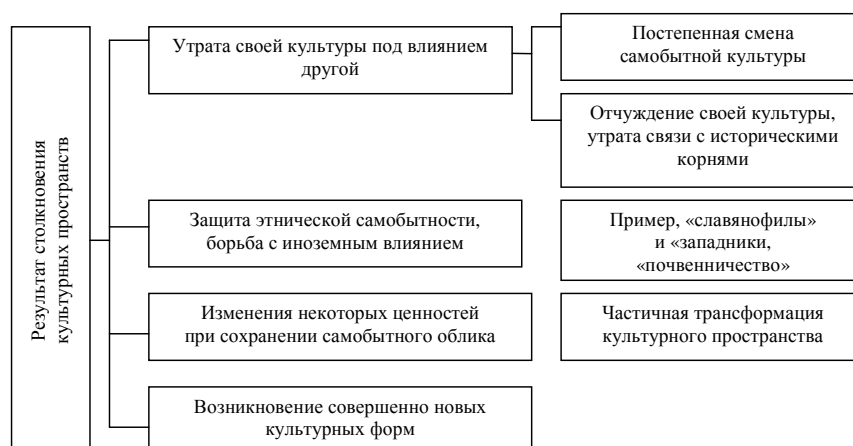 Результат столкновения
культурных пространств
Утрата своей культуры под влиянием
другой
Постепенная смена
самобытной культуры
Отчуждение своей культуры,
утрата связи с историческими
корнями
Защита этнической самобытности,
борьба с иноземным влиянием
Пример, «славянофилы»
и «западники,
«почвенничество»
Изменения некоторых ценностей
при сохранении самобытного облика
Частичная трансформация
культурного пространства
Возникновение совершенно новых
культурных форм